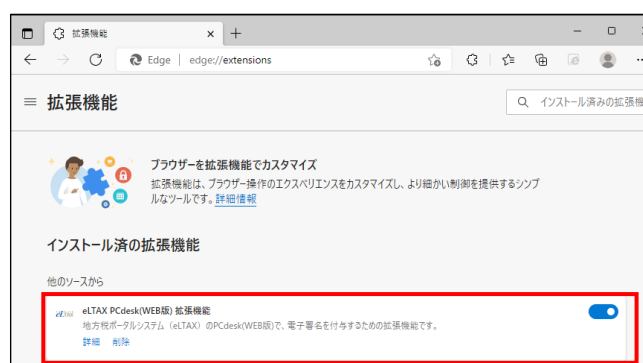 拡張機能
Edge | edge://extensions
拡張機能
インストール済みの拡張機
ブラウザーを拡張機能でカスタマイズ
拡張機能は、ブラウザー操作のエクスペリエンスをカスタマイズし、より細かい制御を提供するシンプ
ルなツールです。詳細情報
インストール済の拡張機能
他のソースから
eLTAX PCdesk(WEB版) 拡張機能
地方税ポータルシステム（eLTAX）のPCdesk(WEB版)で、電子署名を付与するための拡張機能です。
詳細 削除